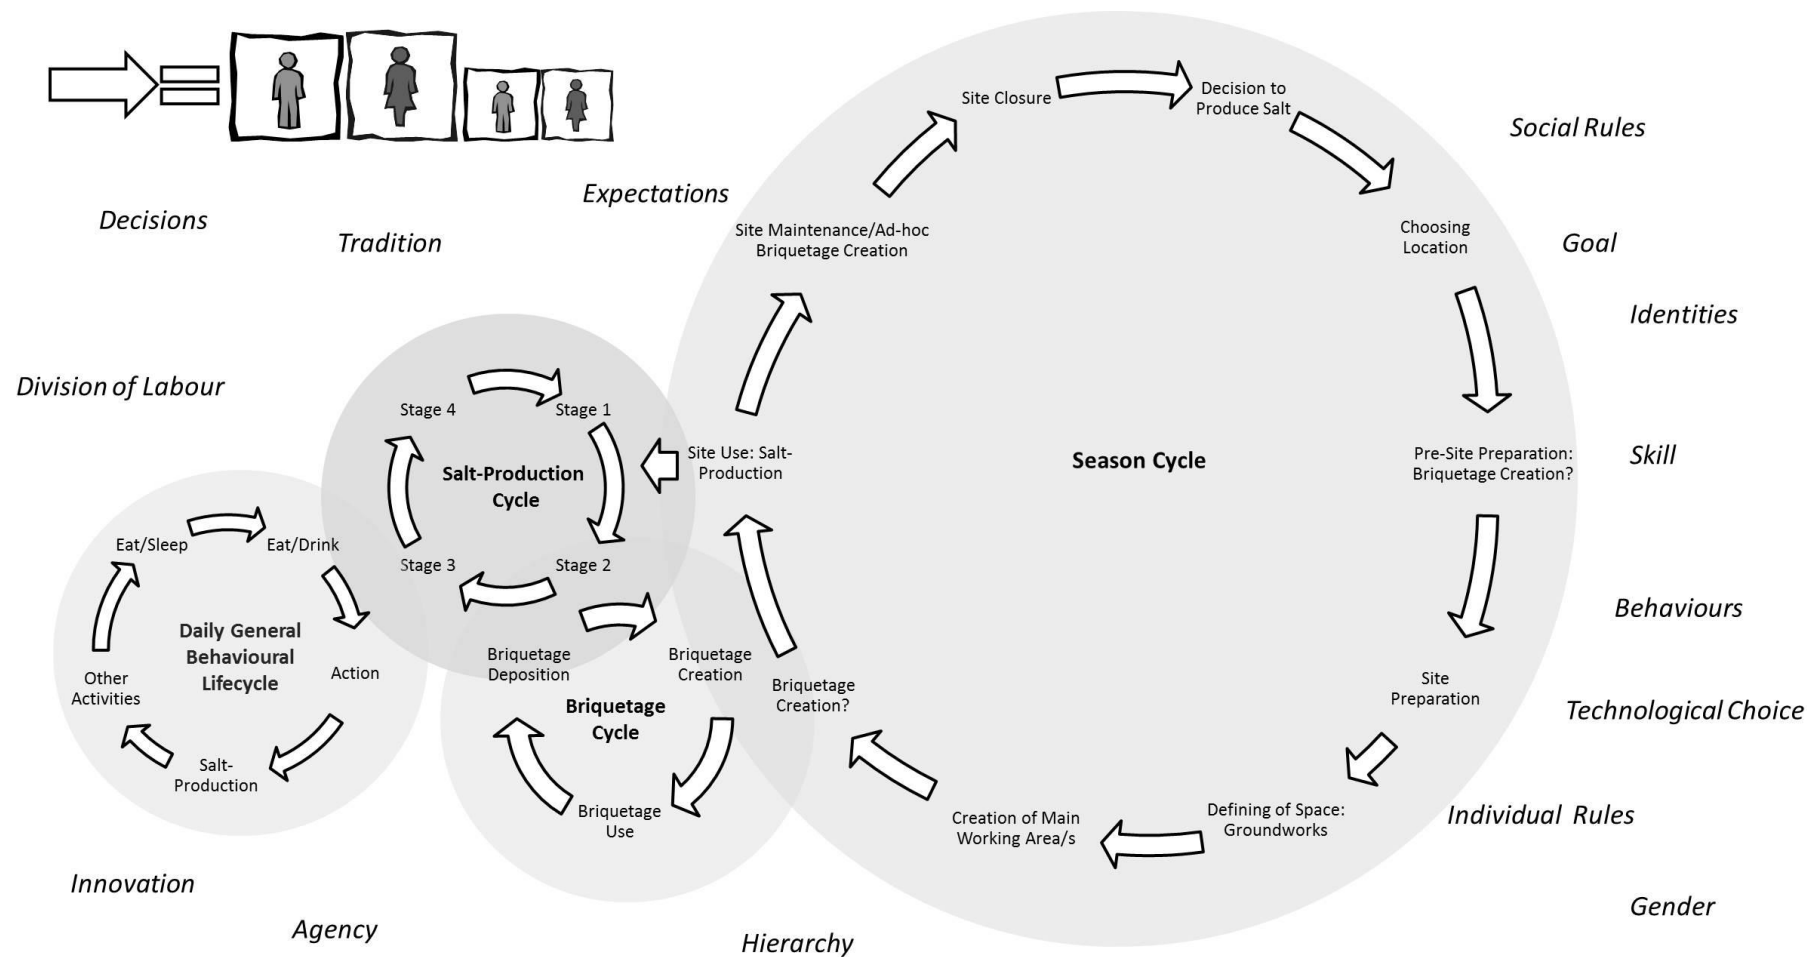 Decisions
Tradition
Expectations
Division of Labour
Site Closure
Decision to
Produce Salt
Choosing
Location
Pre-Site Preparation:
Briquetage Creation?
Site
Preparation
Defining of Space:
Groundworks
Creation of Main
Working Area/s
Briquetage
Creation?
Site Use: Salt-
Production
Site Maintenance/Ad-hoc
Briquetage Creation
Season Cycle
Social Rules
Goal
Identities
Skill
Behaviours
Technological Choice
Individual Rules
Gender
Stage 4
Stage 1
Salt-Production
Cycle
Stage 3
Stage 2
Briquetage
Deposition
Briquetage
Creation
Briquetage
Cycle
Briquetage
Use
Eat/Sleep
Eat/Drink
Daily General
Behavioural
Lifecycle
Action
Other
Activities
Salt-
Production
Innovation
Agency
Hierarchy